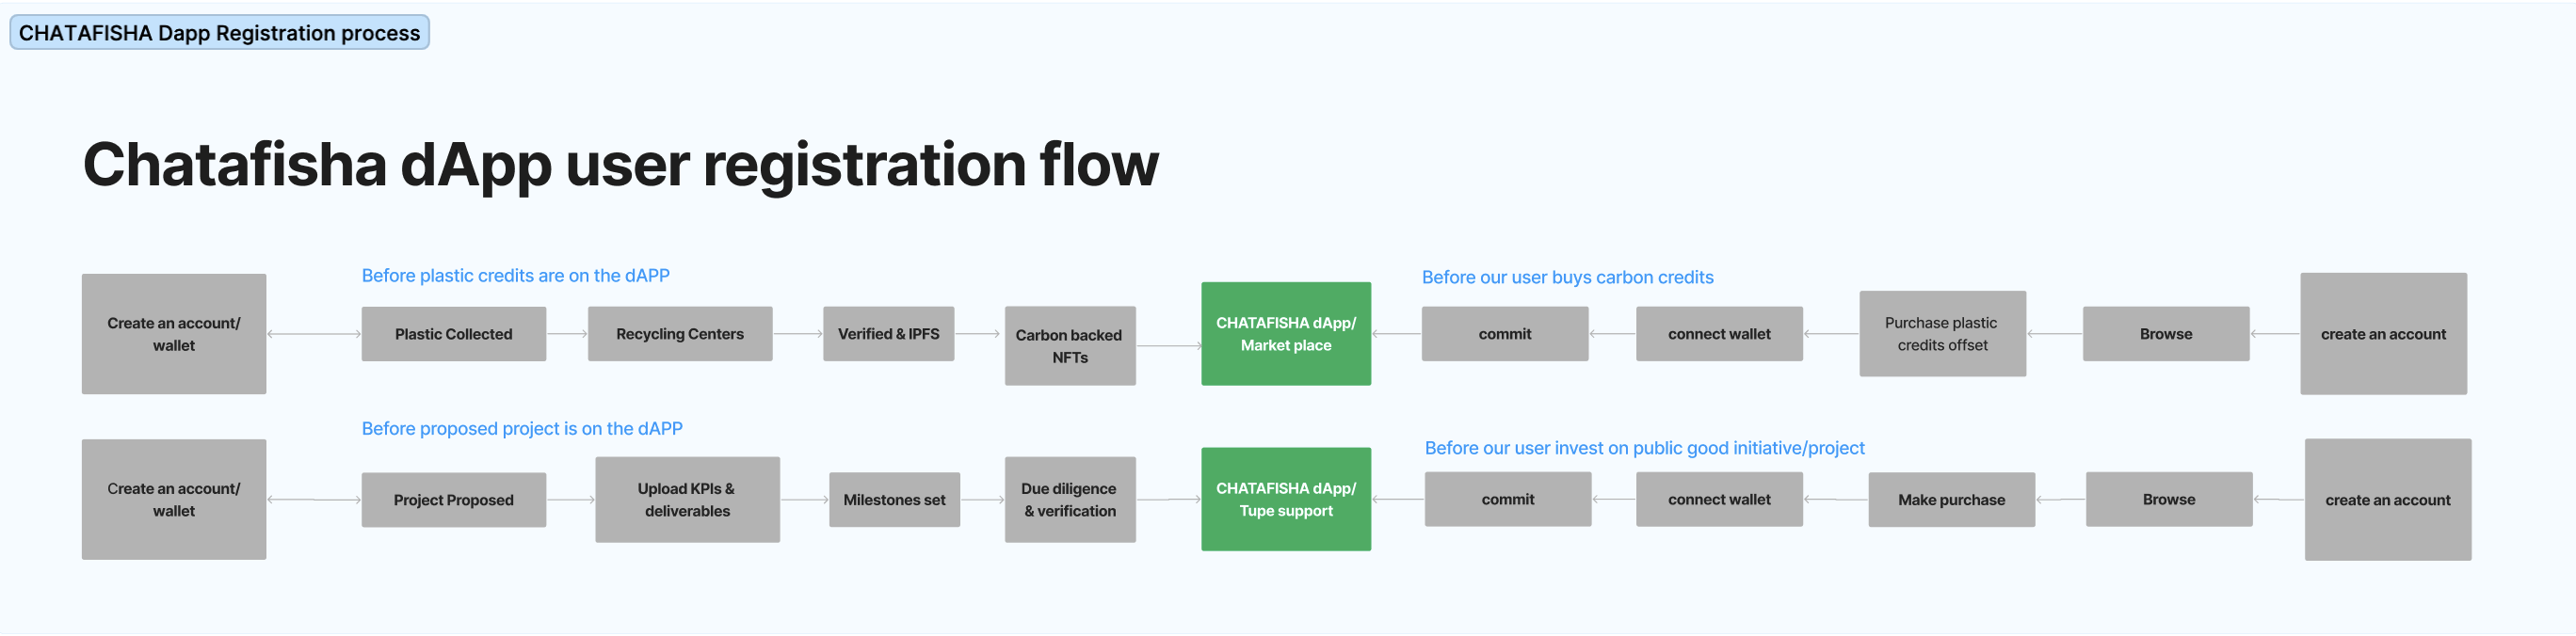 CHATAFISHA Dapp Registration process
Chatafisha dApp user registration flow
Before plastic credits are on the dAPP
Before our user buys carbon credits
Create an account/
wallet
Plastic Collected
Recycling Centers
Verified & IPFS
Carbon backed
NFTs
CHATAFISHA dApp/
Market place
commit
connect wallet
Purchase plastic
credits offset
Browse
create an account
Before proposed project is on the dAPP
Before our user invest on public good initiative/project
Create an account/
wallet
Project Proposed
Upload KPIs &
deliverables
Milestones set
Due diligence
& verification
CHATAFISHA dApp/
Tupe support
commit
connect wallet
Make purchase
Browse
create an account